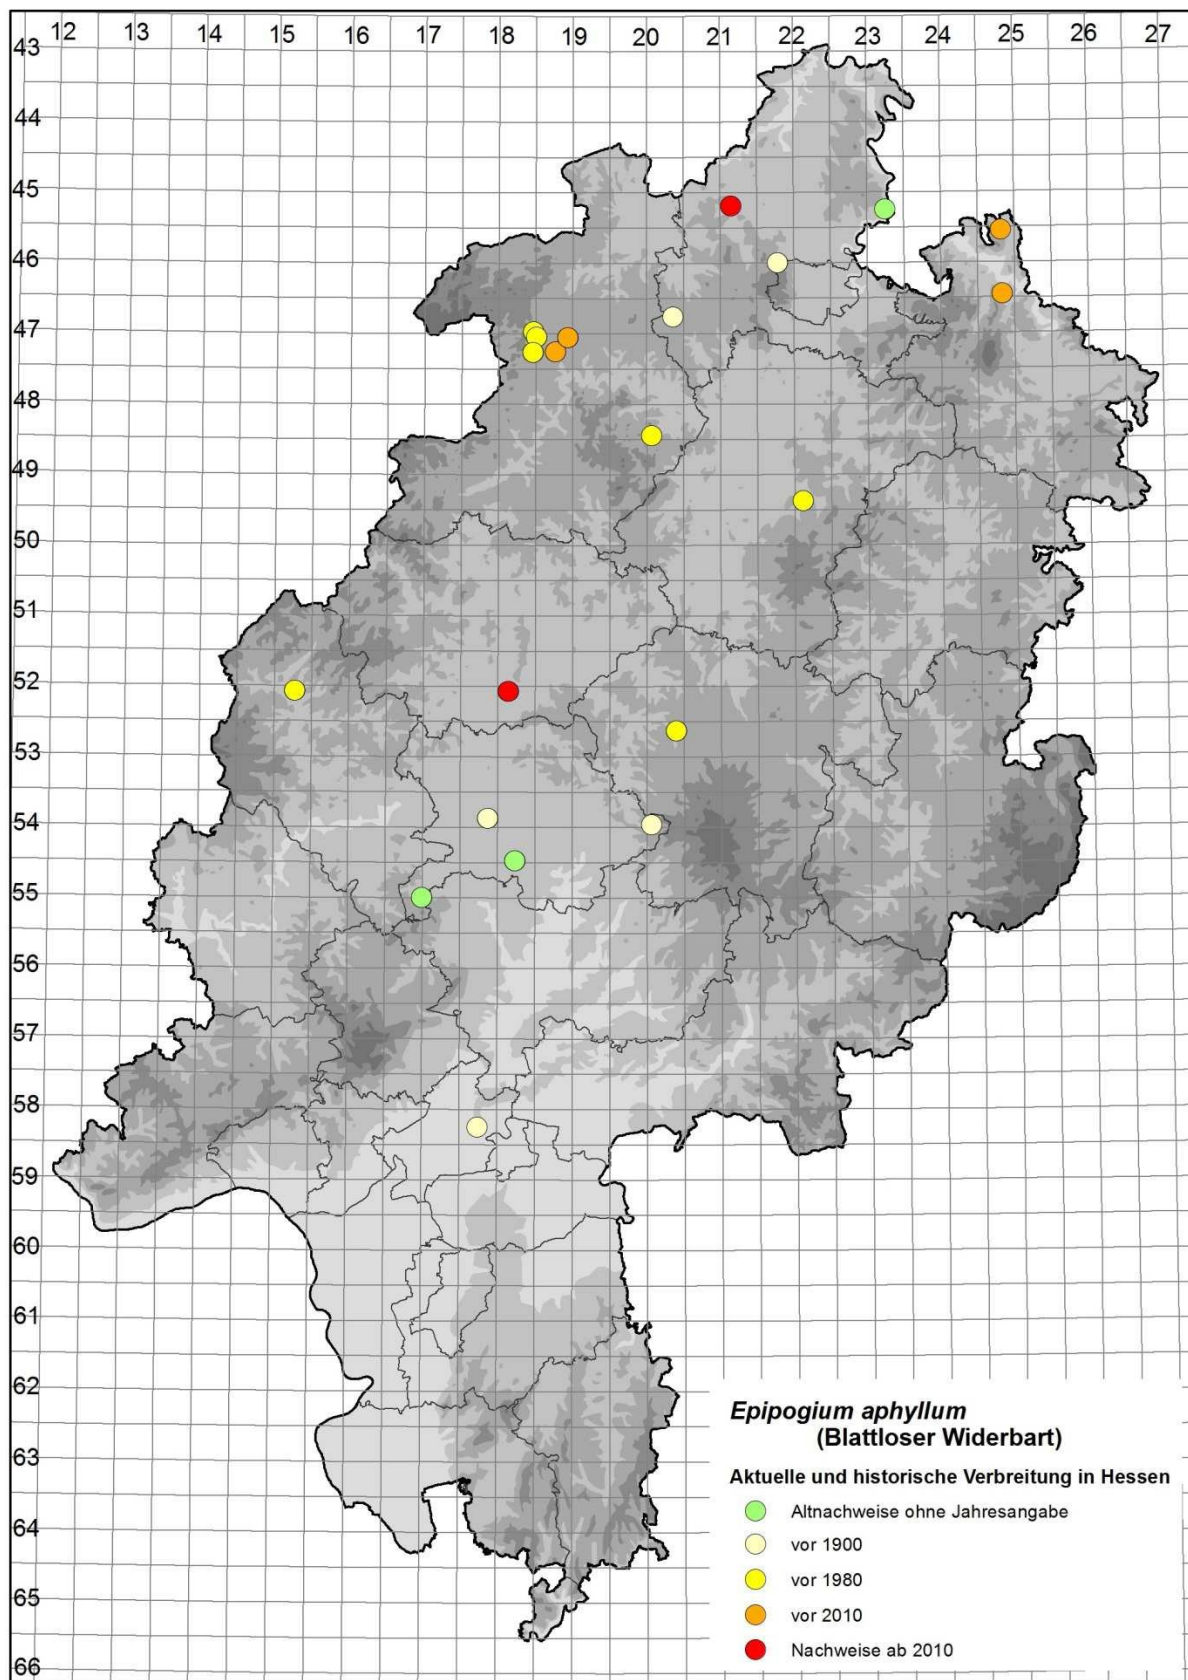 12 13 14 15 16 17 18 19 20 21 22 23 24 25 26 27
43
44
45
46
47
48
49
50
51
52
53
54
55
56
57
58
59
60
61
62
63
64
65
66
Epipogium aphyllum
(Blattloser Widerbart)
Aktuelle und historische Verbreitung in Hessen
Altnachweise ohne Jahresangabe
vor 1900
vor 1980
vor 2010
Nachweise ab 2010